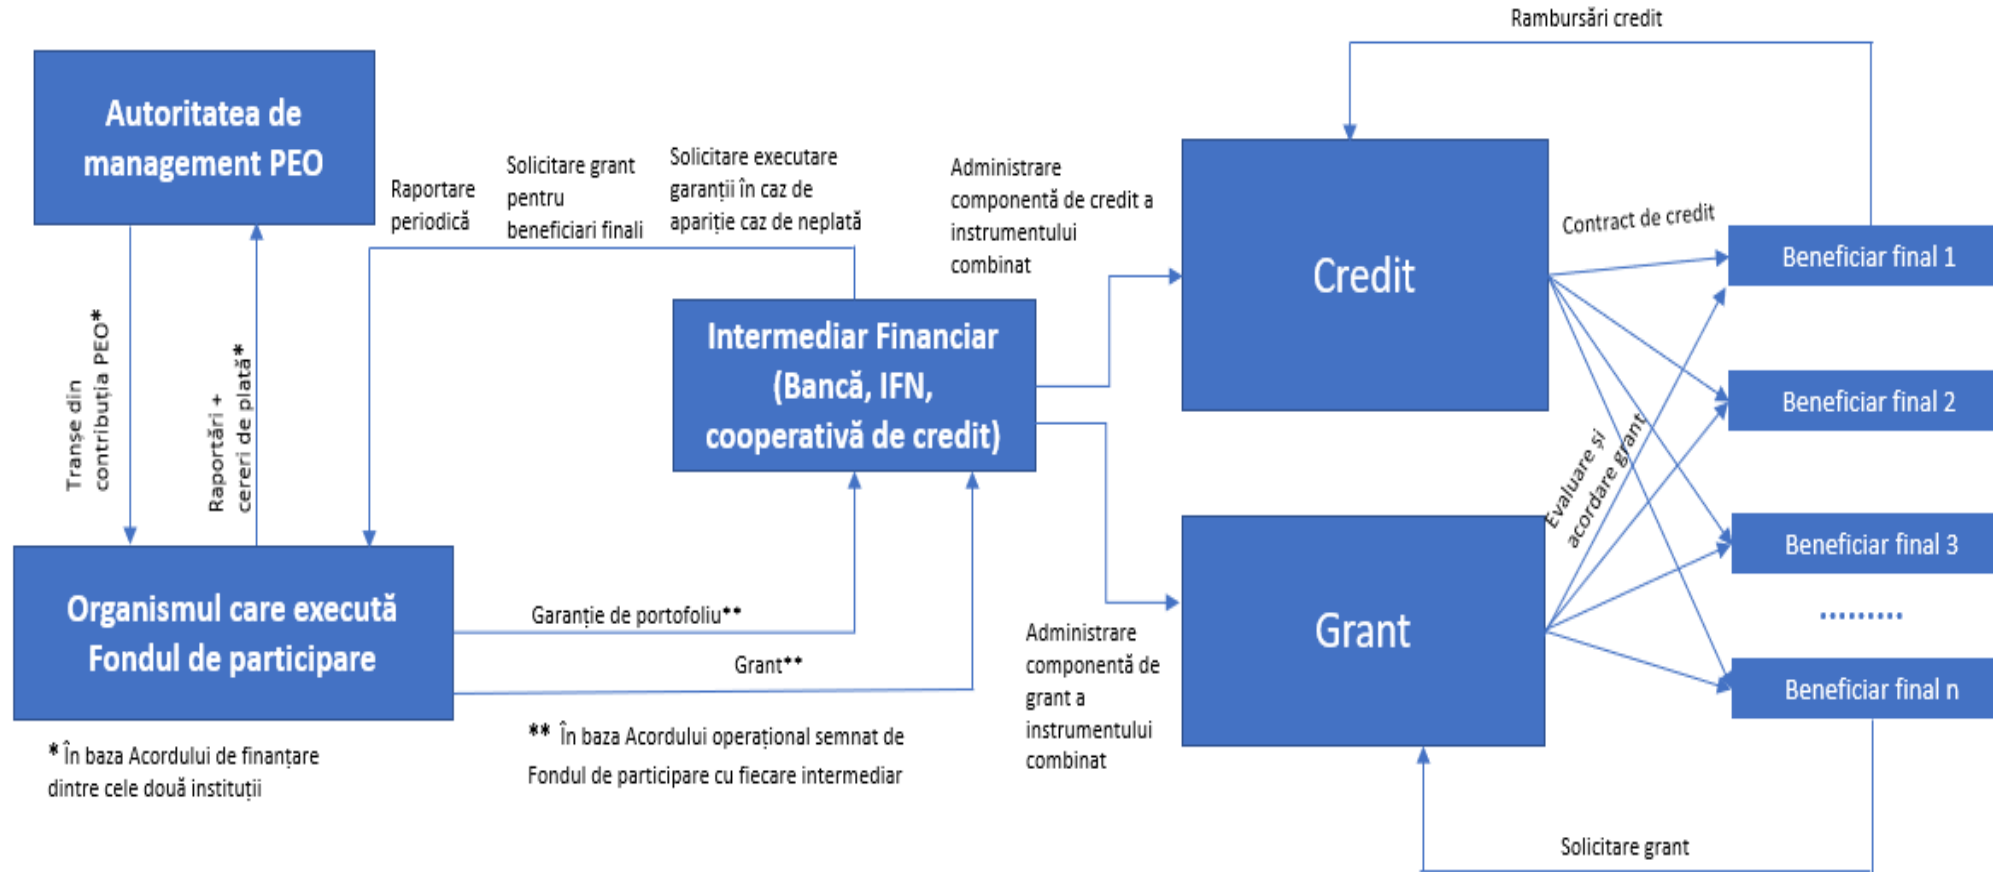 Rambursări credit
Autoritatea de
management PEO
Raportare
periodică
Solicitare grant
pentru
beneficiari finali
Solicitare executare
garanții în caz de
apariție caz de neplată
Administrare
componentă de credit a
instrumentului
combinat
Credit
Contract de credit
Beneficiar final 1
Tranșe din
contribuția PEO*
Raportări +
cereri de plată*
Intermediar Financiar
(Bancă, IFN,
cooperativă de credit)
Beneficiar final 2
Evaluare și
acordare grant
Beneficiar final 3
.........
Beneficiar final n
Organismul care execută
Fondul de participare
Garanție de portofoliu**
Grant**
Administrare
componentă de
grant a
instrumentului
combinat
Grant
* În baza Acordului de finanțare
dintre cele două instituții
** În baza Acordului operațional semnat de
Fondul de participare cu fiecare intermediar
Solicitare grant